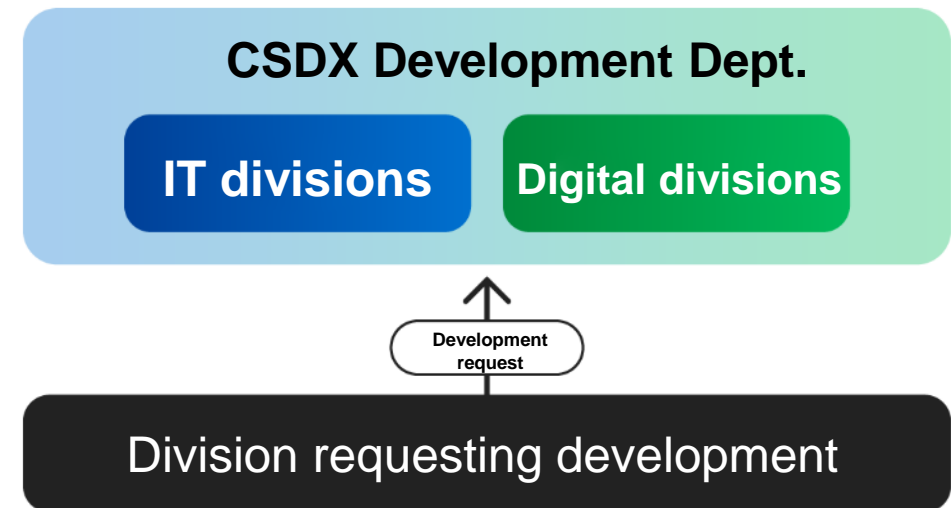 CSDX Development Dept.
IT divisions
Digital divisions
Development
request
Division requesting development